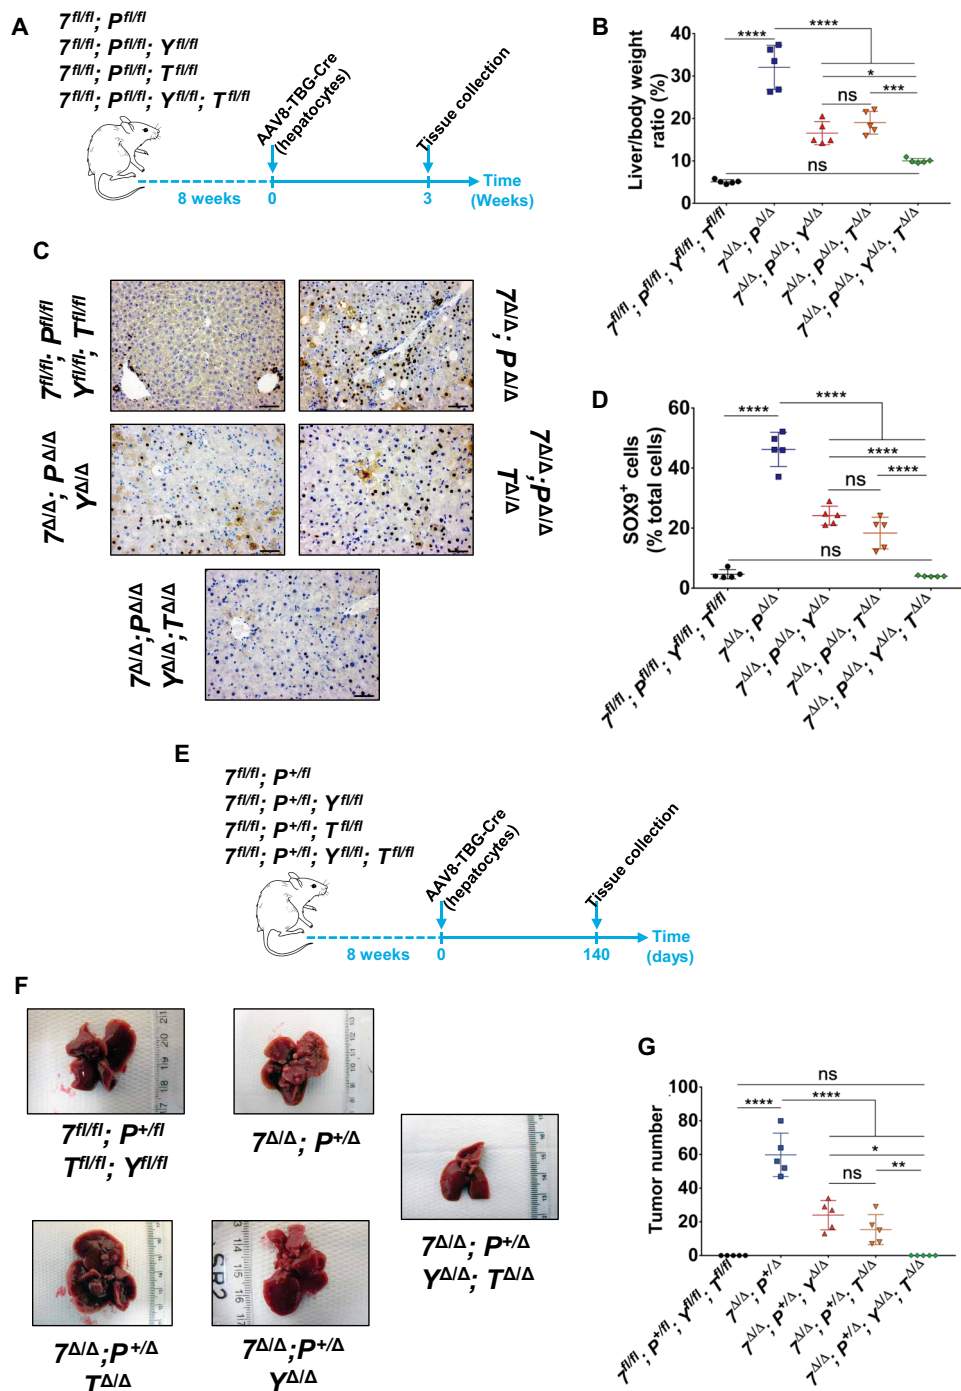 A
7fl/fl; Pfl/fl
7fl/fl; Pfl/fl; Yfl/fl
7fl/fl; Pfl/fl; Tfl/fl
7fl/fl; Pfl/fl; Yfl/fl; Tfl/fl
AAV8-TBG-Cre
(hepatocytes)
Tissue collection
8 weeks
0
3
Time
(Weeks)
B
Liver/body weight
ratio (%)
40
30
20
10
0
****
****
*
ns
***
ns
7fl/fl; Pfl/fl; Yfl/fl; Tfl/fl
7Δ/Δ; PΔ/Δ
7Δ/Δ; PΔ/Δ; YΔ/Δ
7Δ/Δ; PΔ/Δ; TΔ/Δ
7Δ/Δ; PΔ/Δ; YΔ/Δ; TΔ/Δ
C
7fl/fl; Pfl/fl
Yfl/fl; Tfl/fl
7Δ/Δ; PΔ/Δ
7Δ/Δ; PΔ/Δ
YΔ/Δ
7Δ/Δ;PΔ/Δ
TΔ/Δ
7Δ/Δ;PΔ/Δ
YΔ/Δ;TΔ/Δ
D
SOX9+ cells
(% total cells)
60
40
20
0
****
****
****
ns
****
ns
7fl/fl; Pfl/fl; Yfl/fl; Tfl/fl
7Δ/Δ; PΔ/Δ
7Δ/Δ; PΔ/Δ; YΔ/Δ
7Δ/Δ; PΔ/Δ; TΔ/Δ
7Δ/Δ; PΔ/Δ; YΔ/Δ; TΔ/Δ
E
7fl/fl; P+/fl
7fl/fl; P+/fl; Yfl/fl
7fl/fl; P+/fl; Tfl/fl
7fl/fl; P+/fl; Yfl/fl; Tfl/fl
AAV8-TBG-Cre
(hepatocytes)
Tissue collection
8 weeks
0
140
Time
(days)
F
7fl/fl; P+/fl
Tfl/fl; Yfl/fl
7Δ/Δ; P+/Δ
7Δ/Δ; P+/Δ
YΔ/Δ; TΔ/Δ
7Δ/Δ;P+/Δ
TΔ/Δ
7Δ/Δ;P+/Δ
YΔ/Δ
G
Tumor number
100
80
60
40
20
0
ns
****
****
*
ns
**
7fl/fl; P+/fl; Yfl/fl; Tfl/fl
7Δ/Δ; P+/Δ
7Δ/Δ; P+/Δ; YΔ/Δ
7Δ/Δ; P+/Δ; TΔ/Δ
7Δ/Δ; P+/Δ; YΔ/Δ; TΔ/Δ